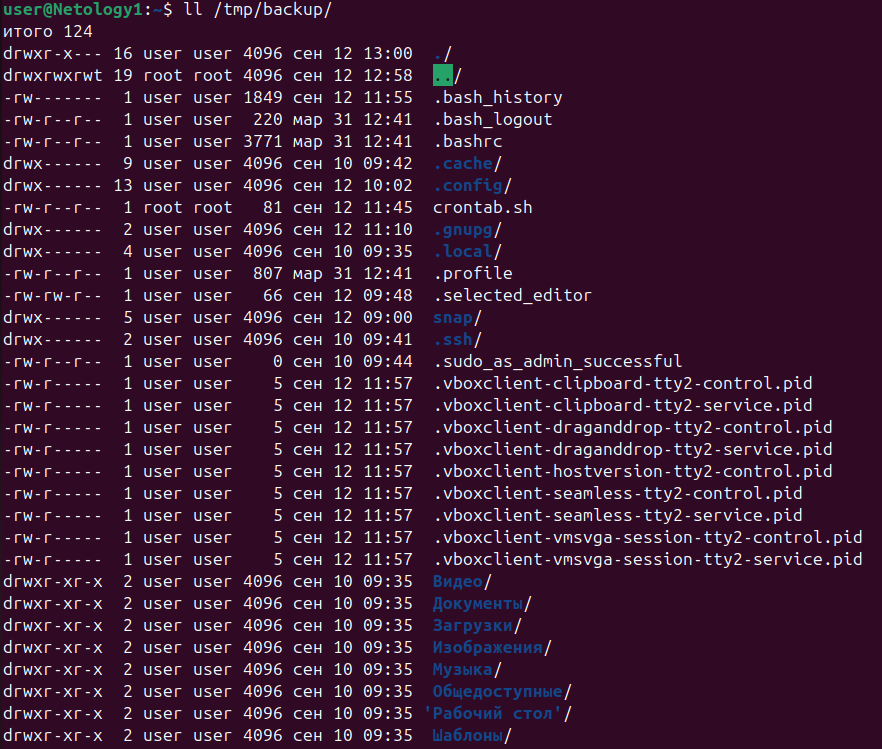 user@Netology1:~$ ll /tmp/backup/
итого 124
drwxr-x--- 16 user user 4096 сен 12 13:00 ./
drwxrwxrwt 19 root root 4096 сен 12 12:58 ../
-rw------- 1 user user 1849 сен 12 11:55 .bash_history
-rw-r--r-- 1 user user 220 мар 31 12:41 .bash_logout
-rw-r--r-- 1 user user 3771 мар 31 12:41 .bashrc
drwx------ 9 user user 4096 сен 10 09:42 .cache/
drwx------ 13 user user 4096 сен 12 10:02 .config/
-rw-r--r-- 1 root root 81 сен 12 11:45 crontab.sh
drwx------ 2 user user 4096 сен 12 11:10 .gnupg/
drwx------ 4 user user 4096 сен 10 09:35 .local/
-rw-r--r-- 1 user user 807 мар 31 12:41 .profile
-rw-rw-r-- 1 user user 66 сен 12 09:48 .selected_editor
drwx------ 5 user user 4096 сен 12 09:00 snap/
drwx------ 2 user user 4096 сен 10 09:41 .ssh/
-rw-r--r-- 1 user user 0 сен 10 09:44 .sudo_as_admin_successful
-rw-r----- 1 user user 5 сен 12 11:57 .vboxclient-clipboard-tty2-control.pid
-rw-r----- 1 user user 5 сен 12 11:57 .vboxclient-clipboard-tty2-service.pid
-rw-r----- 1 user user 5 сен 12 11:57 .vboxclient-draganddrop-tty2-control.pid
-rw-r----- 1 user user 5 сен 12 11:57 .vboxclient-draganddrop-tty2-service.pid
-rw-r----- 1 user user 5 сен 12 11:57 .vboxclient-hostversion-tty2-control.pid
-rw-r----- 1 user user 5 сен 12 11:57 .vboxclient-seamless-tty2-control.pid
-rw-r----- 1 user user 5 сен 12 11:57 .vboxclient-seamless-tty2-service.pid
-rw-r----- 1 user user 5 сен 12 11:57 .vboxclient-vmsvga-session-tty2-control.pid
-rw-r----- 1 user user 5 сен 12 11:57 .vboxclient-vmsvga-session-tty2-service.pid
drwxr-xr-x 2 user user 4096 сен 10 09:35 Видео/
drwxr-xr-x 2 user user 4096 сен 10 09:35 Документы/
drwxr-xr-x 2 user user 4096 сен 10 09:35 Загрузки/
drwxr-xr-x 2 user user 4096 сен 10 09:35 Изображения/
drwxr-xr-x 2 user user 4096 сен 10 09:35 Музыка/
drwxr-xr-x 2 user user 4096 сен 10 09:35 Общедоступные/
drwxr-xr-x 2 user user 4096 сен 10 09:35 'Рабочий стол'/
drwxr-xr-x 2 user user 4096 сен 10 09:35 Шаблоны/